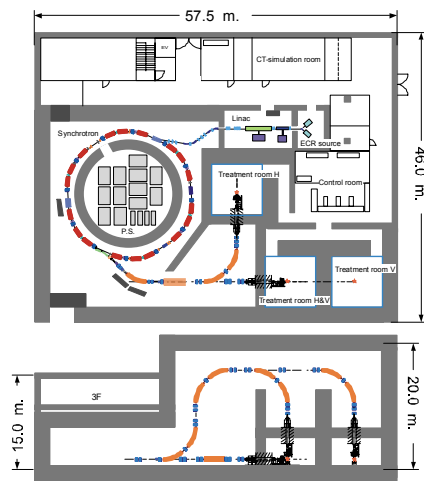 57.5 m.
EV
CT-simulation room
Linac
Synchrotron
ECR source
46.0 m.
Treatment room H
Control room
P.S.
Treatment room V
Treatment room H&V
3F
15.0 m.
20.0 m.